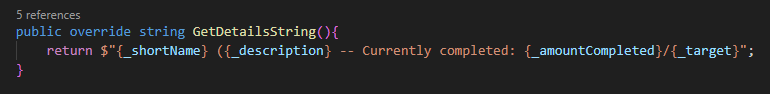 5 references
public override string GetDetailsString(){
    return $"{_shortName} ({_description} -- Currently completed: {_amountCompleted}/{_target}";
}